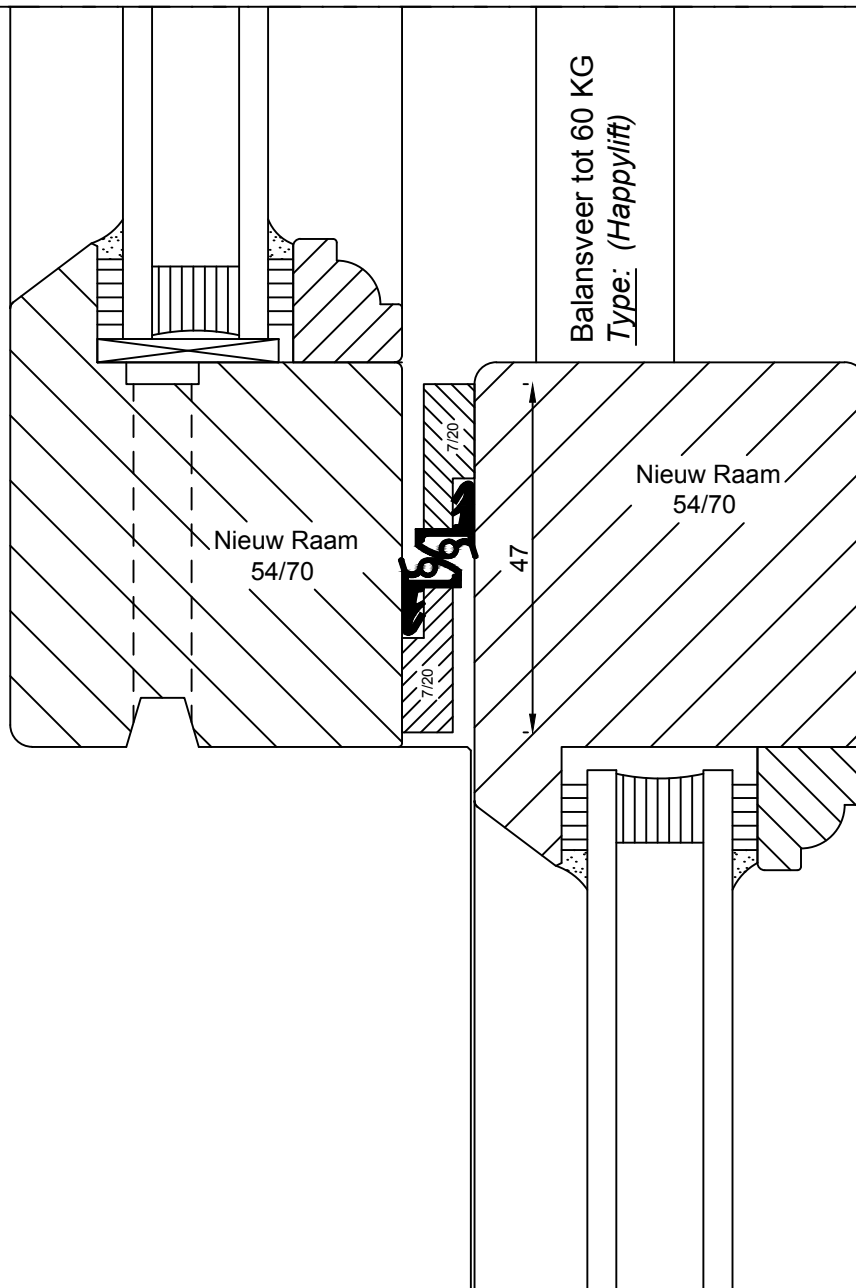 Balansveer tot 60 KG
Type: (Happylift)
7/20
Nieuw Raam
54/70
Nieuw Raam
54/70
47
7/20